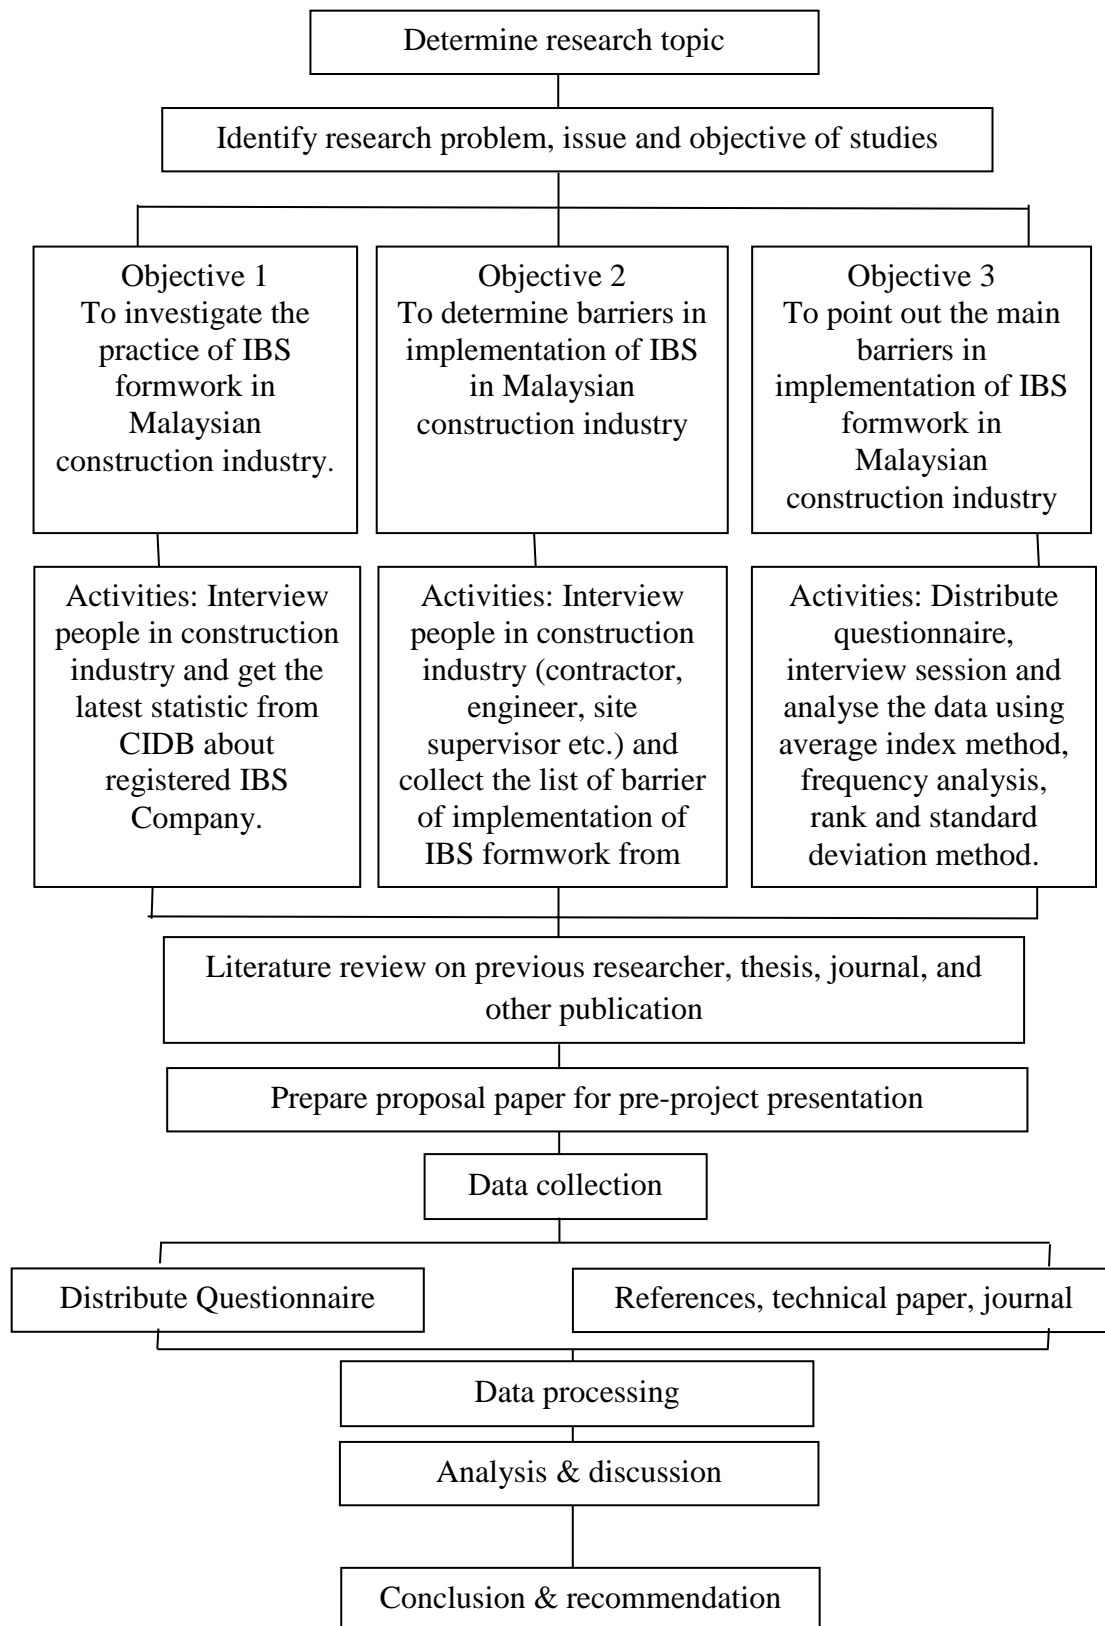 Determine research topic
Identify research problem, issue and objective of studies
Objective 1
To investigate the
practice of IBS
formwork in
Malaysian
construction industry.
Objective 2
To determine barriers in
implementation of IBS
in Malaysian
construction industry
Objective 3
To point out the main
barriers in
implementation of IBS
formwork in
Malaysian
construction industry
Activities: Interview
people in construction
industry and get the
latest statistic from
CIDB about
registered IBS
Company.
Activities: Interview
people in construction
industry (contractor,
engineer, site
supervisor etc.) and
collect the list of barrier
of implementation of
IBS formwork from
Activities: Distribute
questionnaire,
interview session and
analyse the data using
average index method,
frequency analysis,
rank and standard
deviation method.
Literature review on previous researcher, thesis, journal, and
other publication
Prepare proposal paper for pre-project presentation
Data collection
Distribute Questionnaire
References, technical paper, journal
Data processing
Analysis & discussion
Conclusion & recommendation